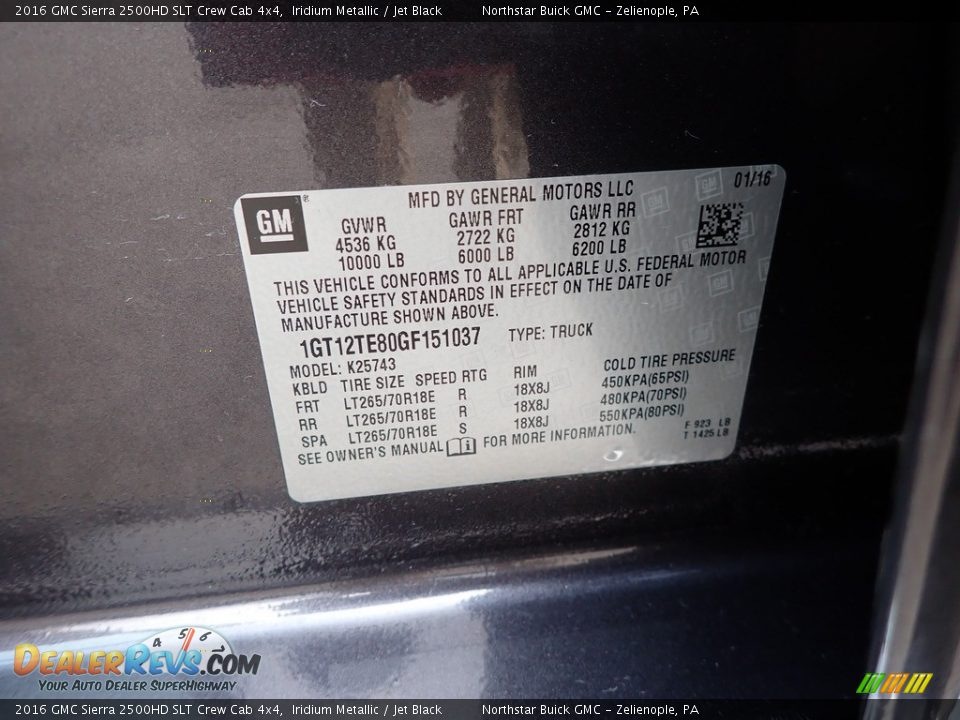 2016 GMC Sierra 2500HD SLT Crew Cab 4x4, Iridium Metallic / Jet Black Northstar Buick GMC - Zelienople, PA
GM ®
MFD BY GENERAL MOTORS LLC 01/16
GVWR GAWR FRT GAWR RR
4536 KG 2722 KG 2812 KG
10000 LB 6000 LB 6200 LB
THIS VEHICLE CONFORMS TO ALL APPLICABLE U.S. FEDERAL MOTOR
VEHICLE SAFETY STANDARDS IN EFFECT ON THE DATE OF
MANUFACTURE SHOWN ABOVE.
1GT12TE80GF151037 TYPE: TRUCK
MODEL: K25743
KBLD TIRE SIZE SPEED RTG RIM COLD TIRE PRESSURE
FRT LT265/70R18E R 18X8J 450KPA(65PSI)
RR LT265/70R18E R 18X8J 480KPA(70PSI)
SPA LT265/70R18E S 18X8J 550KPA(80PSI)
SEE OWNER'S MANUAL FOR MORE INFORMATION.
F 923 LB
T 1425 LB
4 5 6
DealerRevs.com
Your Auto Dealer SuperHighway
2016 GMC Sierra 2500HD SLT Crew Cab 4x4, Iridium Metallic / Jet Black Northstar Buick GMC - Zelienople, PA